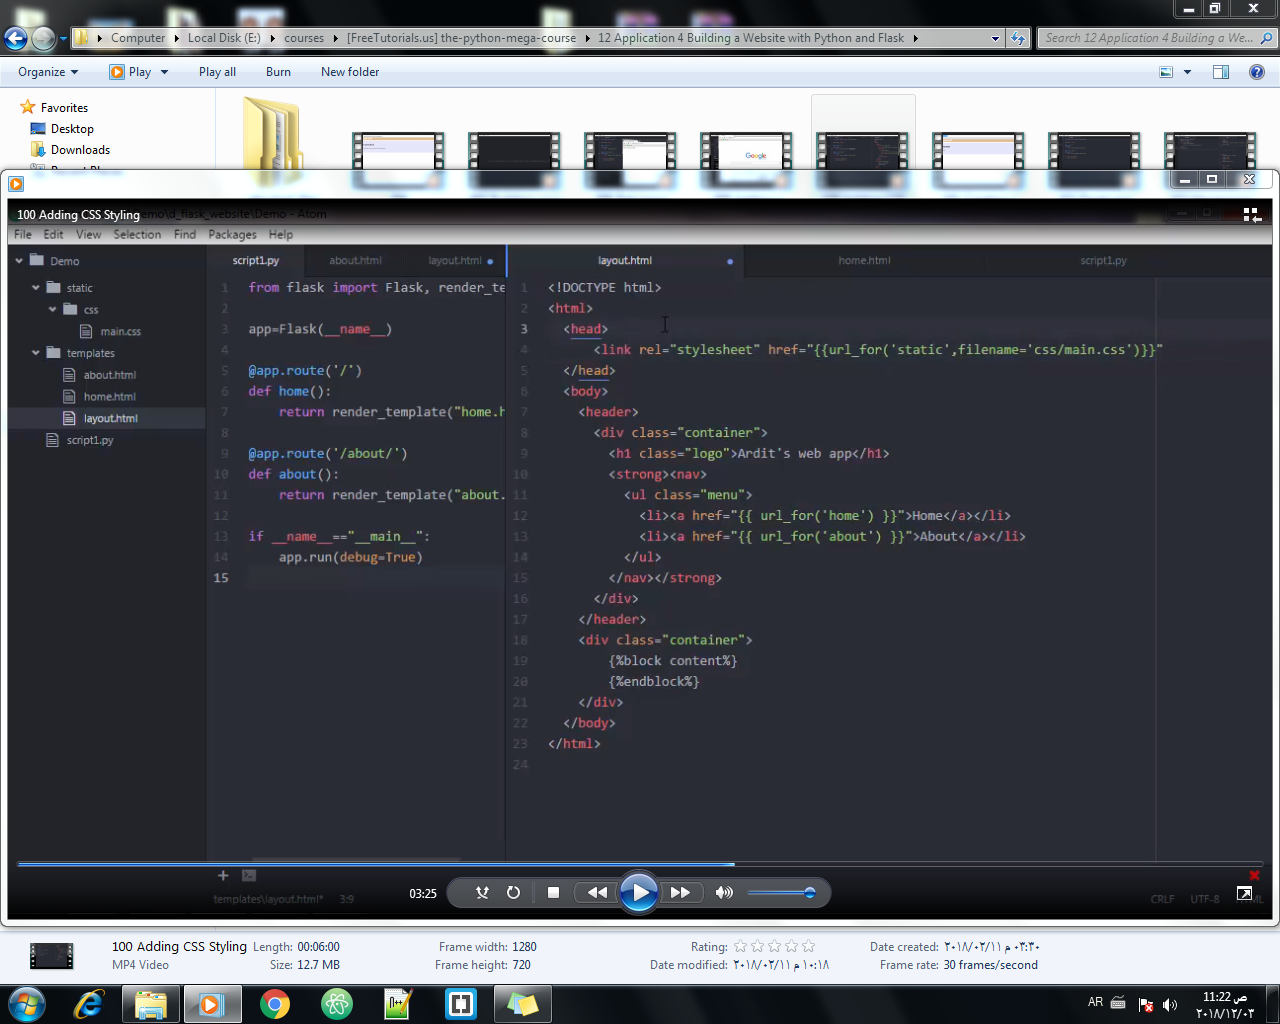 Computer Local Disk (E:) courses [FreeTutorials.us] the-python-mega-course 12 Application 4 Building a Website with Python and Flask
Search 12 Application 4 Building a We...
Organize Play Play all Burn New folder
Favorites
Desktop
Downloads
Google
100 Adding CSS Styling
emo\d_flask_website\Demo - Atom
File Edit View Selection Find Packages Help
Demo
static
css
main.css
templates
about.html
home.html
layout.html
script1.py
script1.py about.html layout.html
1 from flask import Flask, render_te
2
3 app=Flask(__name__)
4
5 @app.route('/')
6 def home():
7 return render_template("home.h
8
9 @app.route('/about/')
10 def about():
11 return render_template("about.
12
13 if __name__=="__main__":
14 app.run(debug=True)
15
layout.html home.html script1.py
1 <!DOCTYPE html>
2 <html>
3 <head>
4 <link rel="stylesheet" href="{{url_for('static',filename='css/main.css')}}"
5 </head>
6 <body>
7 <header>
8 <div class="container">
9 <h1 class="logo">Ardit's web app</h1>
10 <strong><nav>
11 <ul class="menu">
12 <li><a href="{{ url_for('home') }}">Home</a></li>
13 <li><a href="{{ url_for('about') }}">About</a></li>
14 </ul>
15 </nav></strong>
16 </div>
17 </header>
18 <div class="container">
19 {%block content%}
20 {%endblock%}
21 </div>
22 </body>
23 </html>
24
03:25
templates\layout.html* 3:9
CRLF UTF-8 HTML
100 Adding CSS Styling Length: 00:06:00 Frame width: 1280 Rating: Date created: ٢٠١٨/٠٢/١١ م ٠٣:٣٠
MP4 Video Size: 12.7 MB Frame height: 720 Date modified: ٢٠١٨/٠٢/١١ م ١٠:١٨ Frame rate: 30 frames/second
AR
11:22 ص
٢٠١٨/١٢/٠٣